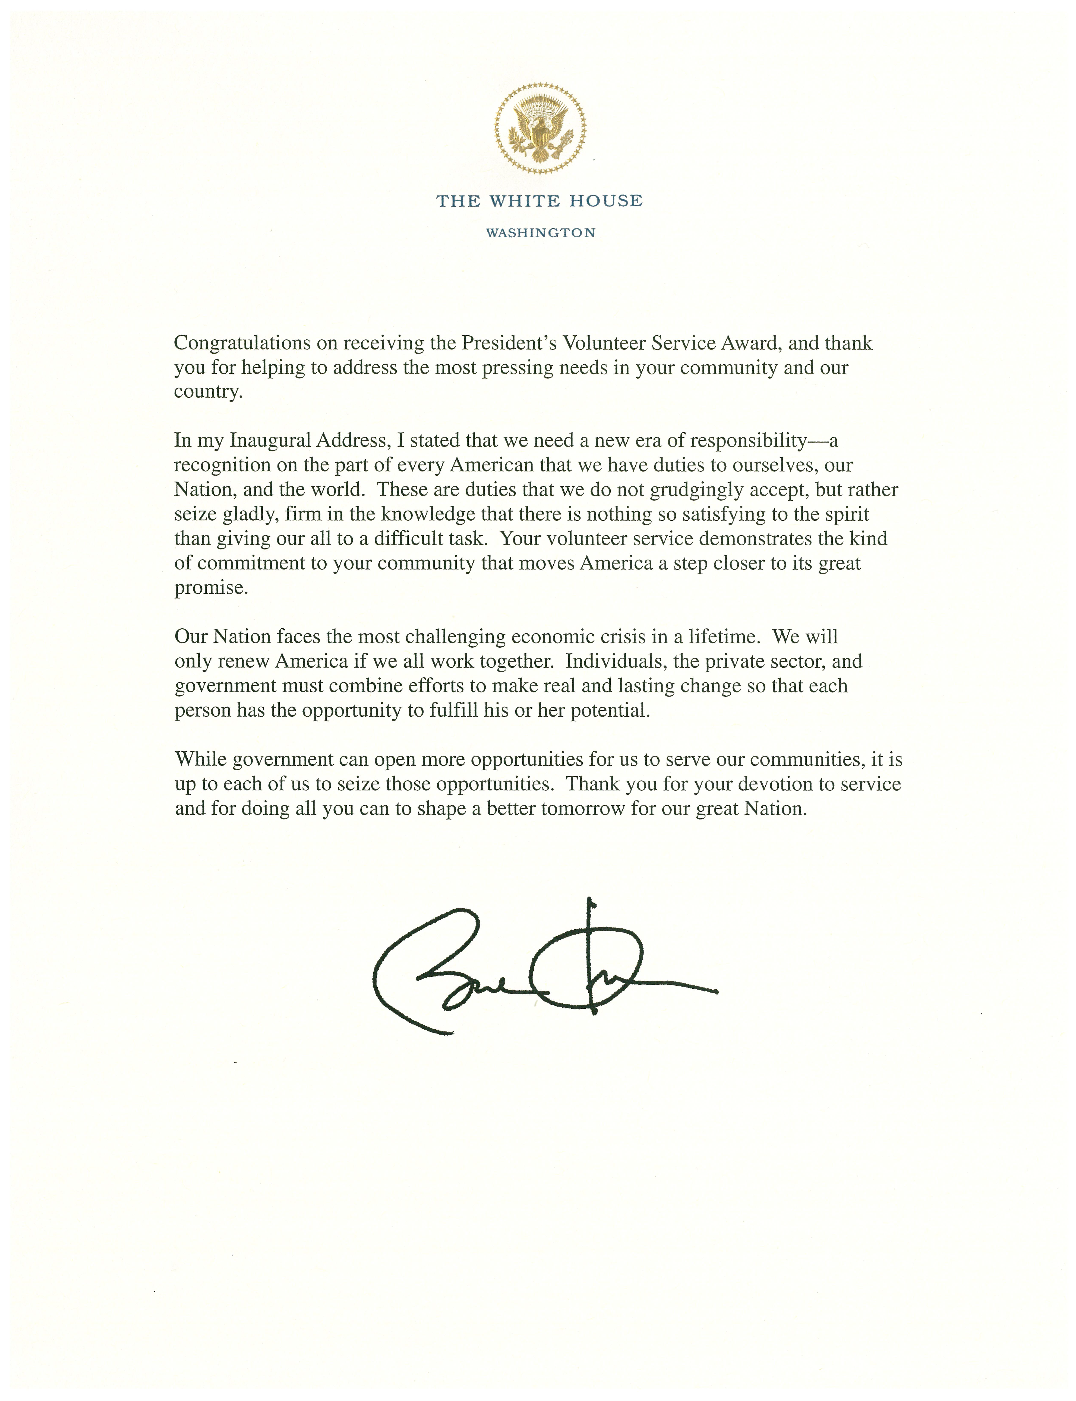 THE WHITE HOUSE
WASHINGTON
Congratulations on receiving the President's Volunteer Service Award, and thank
you for helping to address the most pressing needs in your community and our
country.
In my Inaugural Address, I stated that we need a new era of responsibility—a
recognition on the part of every American that we have duties to ourselves, our
Nation, and the world.  These are duties that we do not grudgingly accept, but rather
seize gladly, firm in the knowledge that there is nothing so satisfying to the spirit
than giving our all to a difficult task.  Your volunteer service demonstrates the kind
of commitment to your community that moves America a step closer to its great
promise.
Our Nation faces the most challenging economic crisis in a lifetime.  We will
only renew America if we all work together.  Individuals, the private sector, and
government must combine efforts to make real and lasting change so that each
person has the opportunity to fulfill his or her potential.
While government can open more opportunities for us to serve our communities, it is
up to each of us to seize those opportunities.  Thank you for your devotion to service
and for doing all you can to shape a better tomorrow for our great Nation.